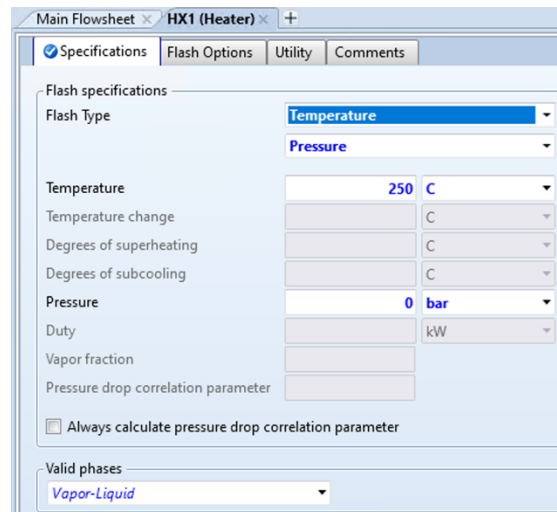 Main Flowsheet HX1 (Heater)
Specifications Flash Options Utility Comments
Flash specifications
Flash Type Temperature
Pressure
Temperature 250 C
Temperature change C
Degrees of superheating C
Degrees of subcooling C
Pressure 0 bar
Duty kW
Vapor fraction
Pressure drop correlation parameter
Always calculate pressure drop correlation parameter
Valid phases
Vapor-Liquid